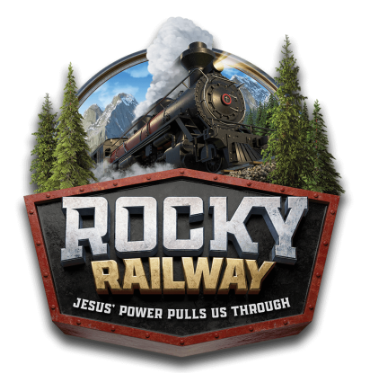 ROCKY
RAILWAY
JESUS' POWER PULLS US THROUGH